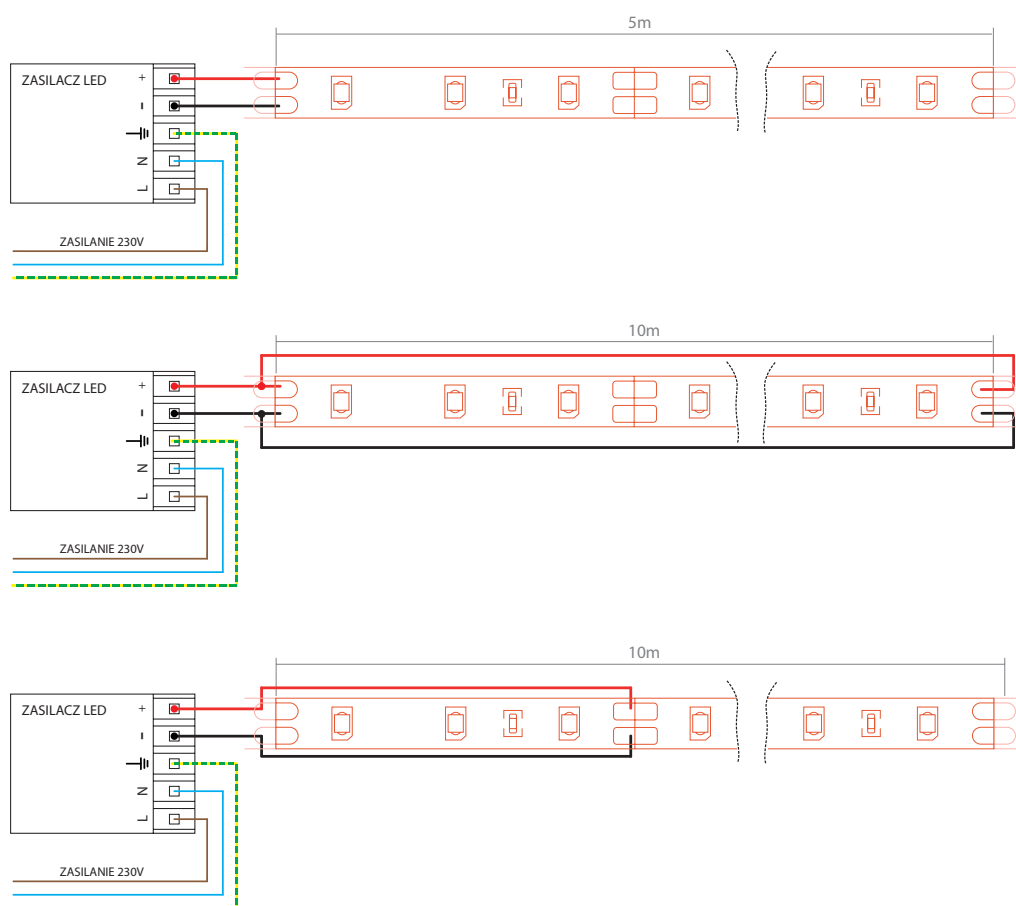 5m
ZASILACZ LED
+
-
N
L
ZASILANIE 230V
10m
ZASILACZ LED
+
-
N
L
ZASILANIE 230V
10m
ZASILACZ LED
+
-
N
L
ZASILANIE 230V